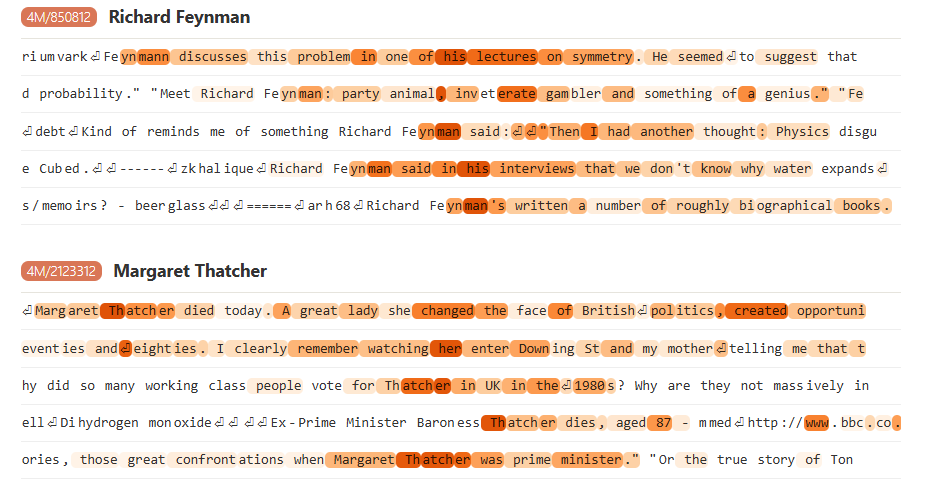 4M/850812 Richard Feynman
riumvark⏎Feynmann discusses this problem in one of his lectures on symmetry. He seemed⏎to suggest that
d probability." "Meet Richard Feynman: party animal, inveterate gambler and something of a genius." "Fe
⏎debt⏎Kind of reminds me of something Richard Feynman said:⏎⏎"Then I had another thought: Physics disgu
e Cubed.⏎⏎------⏎zkhalique⏎Richard Feynman said in his interviews that we don't know why water expands⏎
s/memoirs? - beerglass⏎⏎⏎======⏎arh68⏎Richard Feynman's written a number of roughly biographical books.
4M/2123312 Margaret Thatcher
⏎Margaret Thatcher died today. A great lady she changed the face of British⏎politics, created opportuni
eventies and⏎eighties. I clearly remember watching her enter Downing St and my mother⏎telling me that t
hy did so many working class people vote for Thatcher in UK in the⏎1980s? Why are they not massively in
ell⏎Dihydrogen monoxide⏎⏎⏎⏎Ex-Prime Minister Baroness Thatcher dies, aged 87 - mmed⏎http://www.bbc.co.
ories, those great confrontations when Margaret Thatcher was prime minister." "Or the true story of Ton